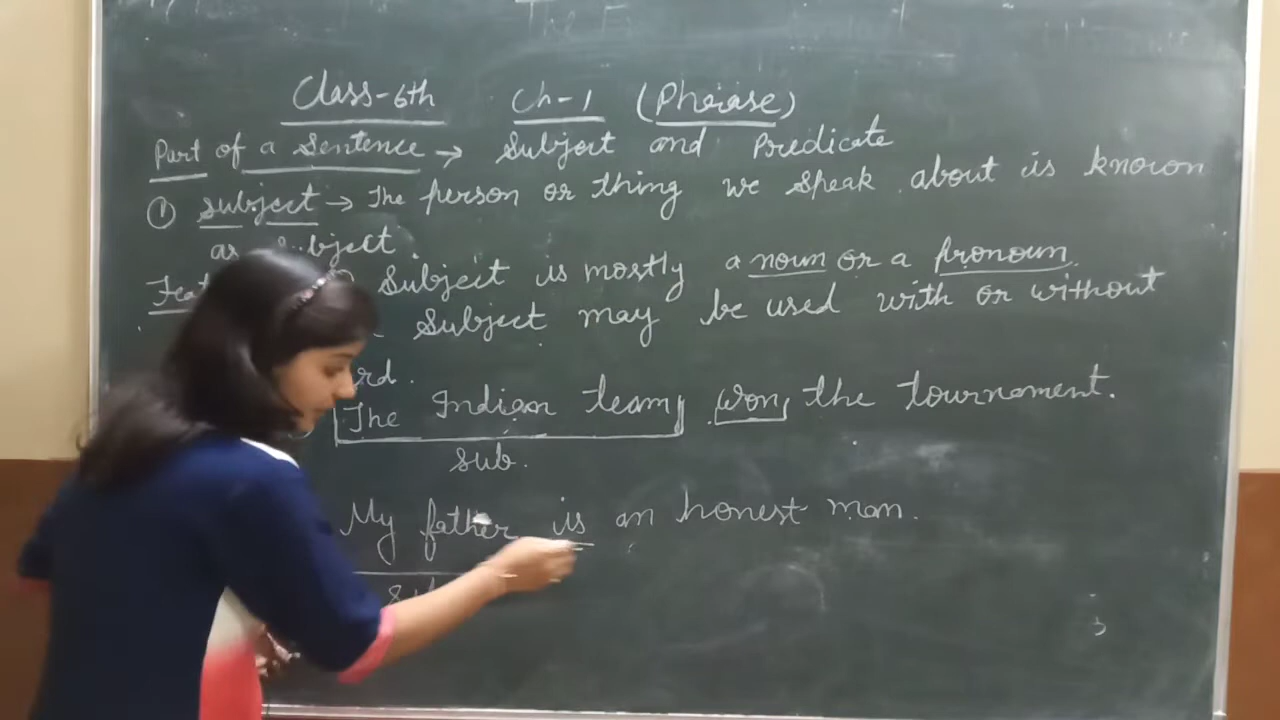 Class-6th Ch-1 (Phrase)
Part of a Sentence → Subject and Predicate
① subject → The person or thing we speak about is known
as subject.
Subject is mostly a noun or a pronoun.
Subject may be used with or without
The Indian team won the tournament.
sub.
My father is an honest man.